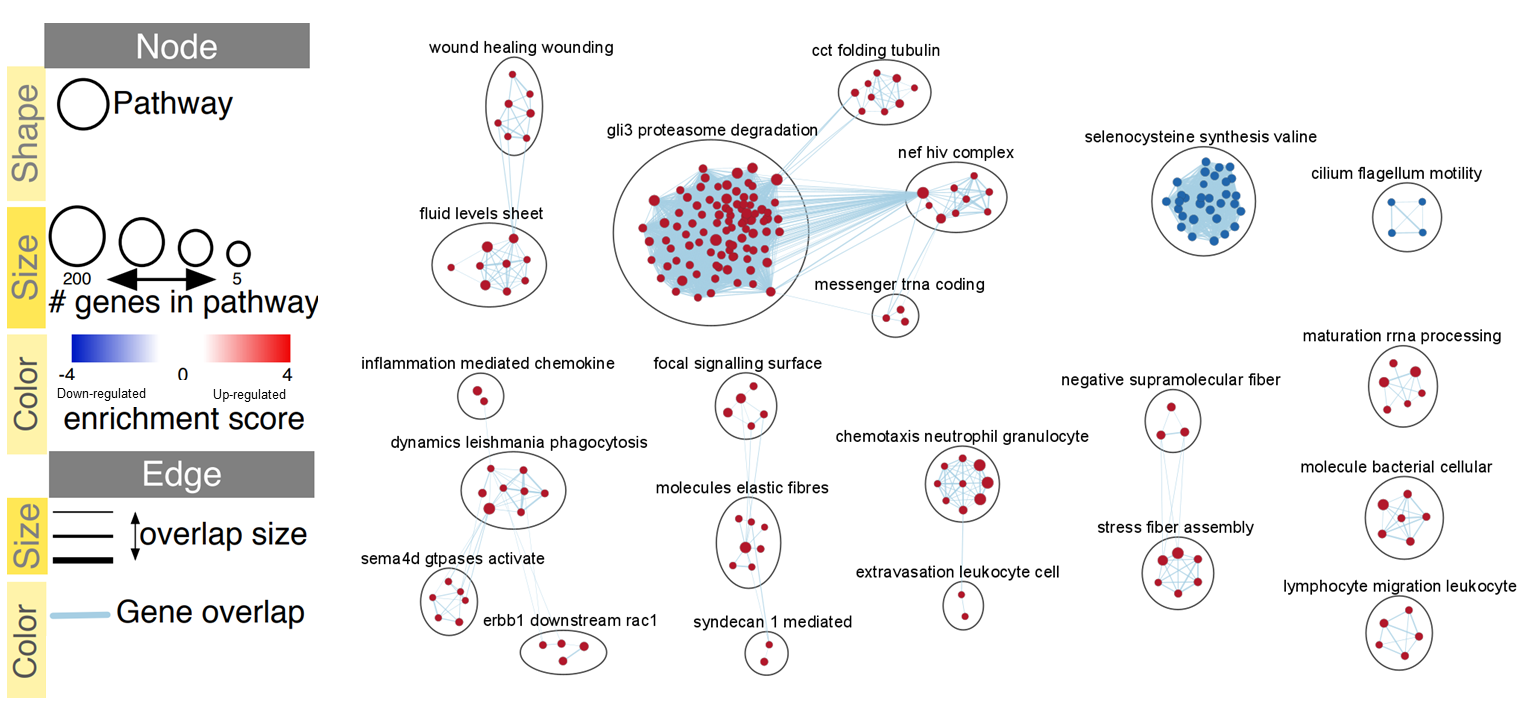 Node
Shape
Pathway
Size
200
5
# genes in pathway
Color
-4
0
4
Down-regulated
Up-regulated
enrichment score
Edge
Size
overlap size
Color
Gene overlap
wound healing wounding
cct folding tubulin
gli3 proteasome degradation
nef hiv complex
selenocysteine synthesis valine
cilium flagellum motility
fluid levels sheet
messenger trna coding
maturation rrna processing
inflammation mediated chemokine
focal signalling surface
negative supramolecular fiber
dynamics leishmania phagocytosis
chemotaxis neutrophil granulocyte
molecule bacterial cellular
molecules elastic fibres
stress fiber assembly
sema4d gtpases activate
extravasation leukocyte cell
lymphocyte migration leukocyte
erbb1 downstream rac1
syndecan 1 mediated